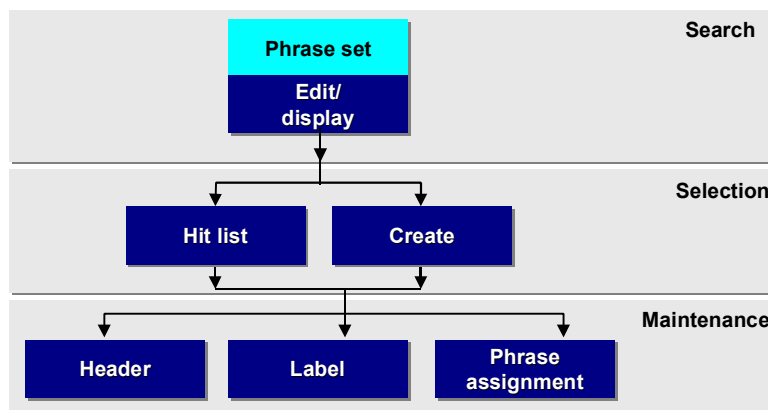 Search
Phrase set
Edit/
display
Selection
Hit list
Create
Maintenance
Header
Label
Phrase
assignment